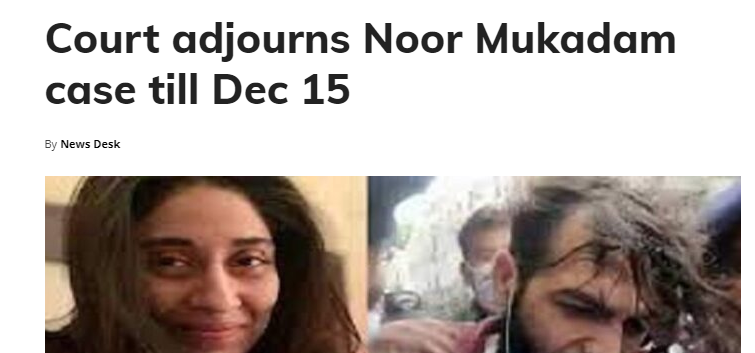 Court adjourns Noor Mukadam
case till Dec 15
By News Desk